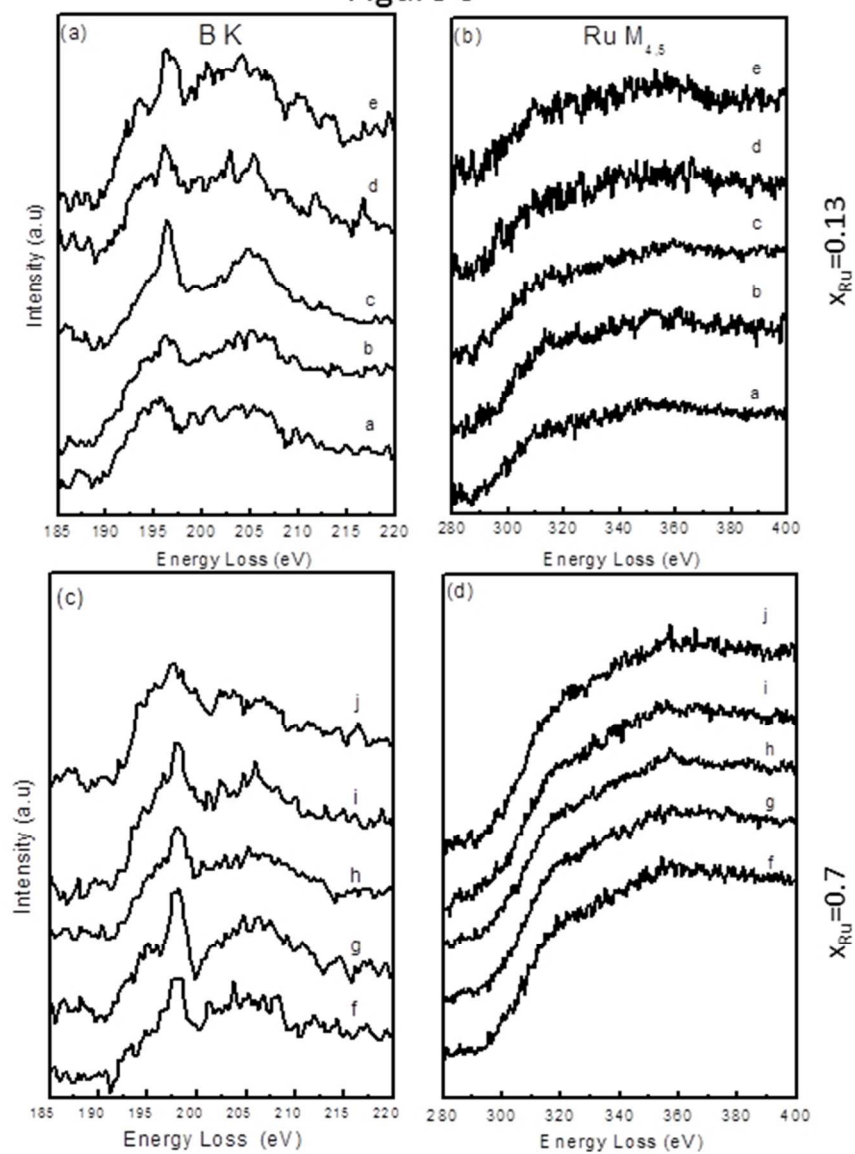 (a)
B K
e
d
c
b
a
Intensity (a.u)
185 190 195 200 205 210 215 220
Energy Loss (eV)
(b)
Ru M4,5
e
d
c
b
a
280 300 320 340 360 380 400
Energy Loss (eV)
xRu=0.13
(c)
j
i
h
g
f
Intensity (a.u)
185 190 195 200 205 210 215 220
Energy Loss (eV)
(d)
j
i
h
g
f
280 300 320 340 360 380 400
Energy Loss (eV)
xRu=0.7